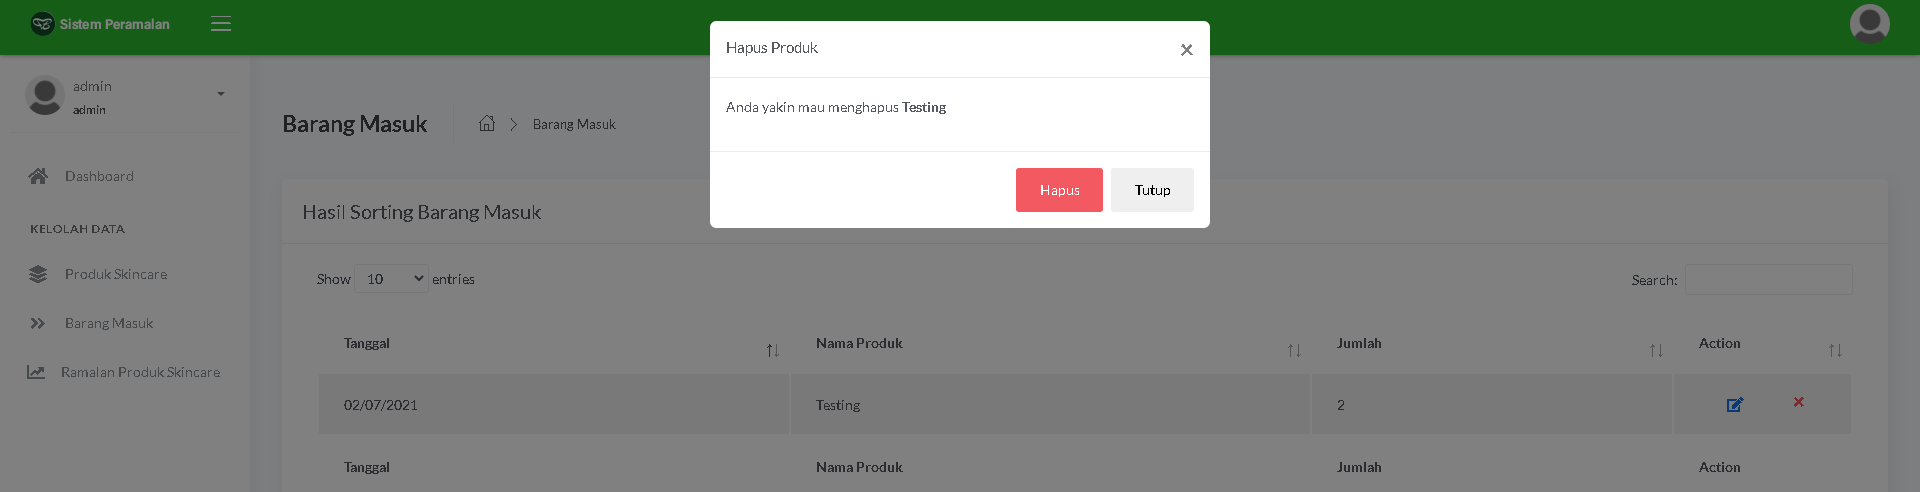 Sistem Peramalan
Hapus Produk ×
Anda yakin mau menghapus Testing
Hapus Tutup
admin
admin
Dashboard
KELOLAH DATA
Produk Skincare
Barang Masuk
Ramalan Produk Skincare
Barang Masuk
Barang Masuk
Hasil Sorting Barang Masuk
Show 10 entries
Search:
Tanggal Nama Produk Jumlah Action
02/07/2021 Testing 2
Tanggal Nama Produk Jumlah Action